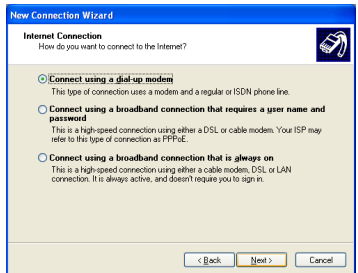 New Connection Wizard
Internet Connection
How do you want to connect to the Internet?
Connect using a dial-up modem
This type of connection uses a modem and a regular or ISDN phone line.
Connect using a broadband connection that requires a user name and
password
This is a high-speed connection using either a DSL or cable modem. Your ISP may
refer to this type of connection as PPPoE.
Connect using a broadband connection that is always on
This is a high-speed connection using either a cable modem, DSL or LAN
connection. It is always active, and doesn't require you to sign in.
< Back
Next >
Cancel